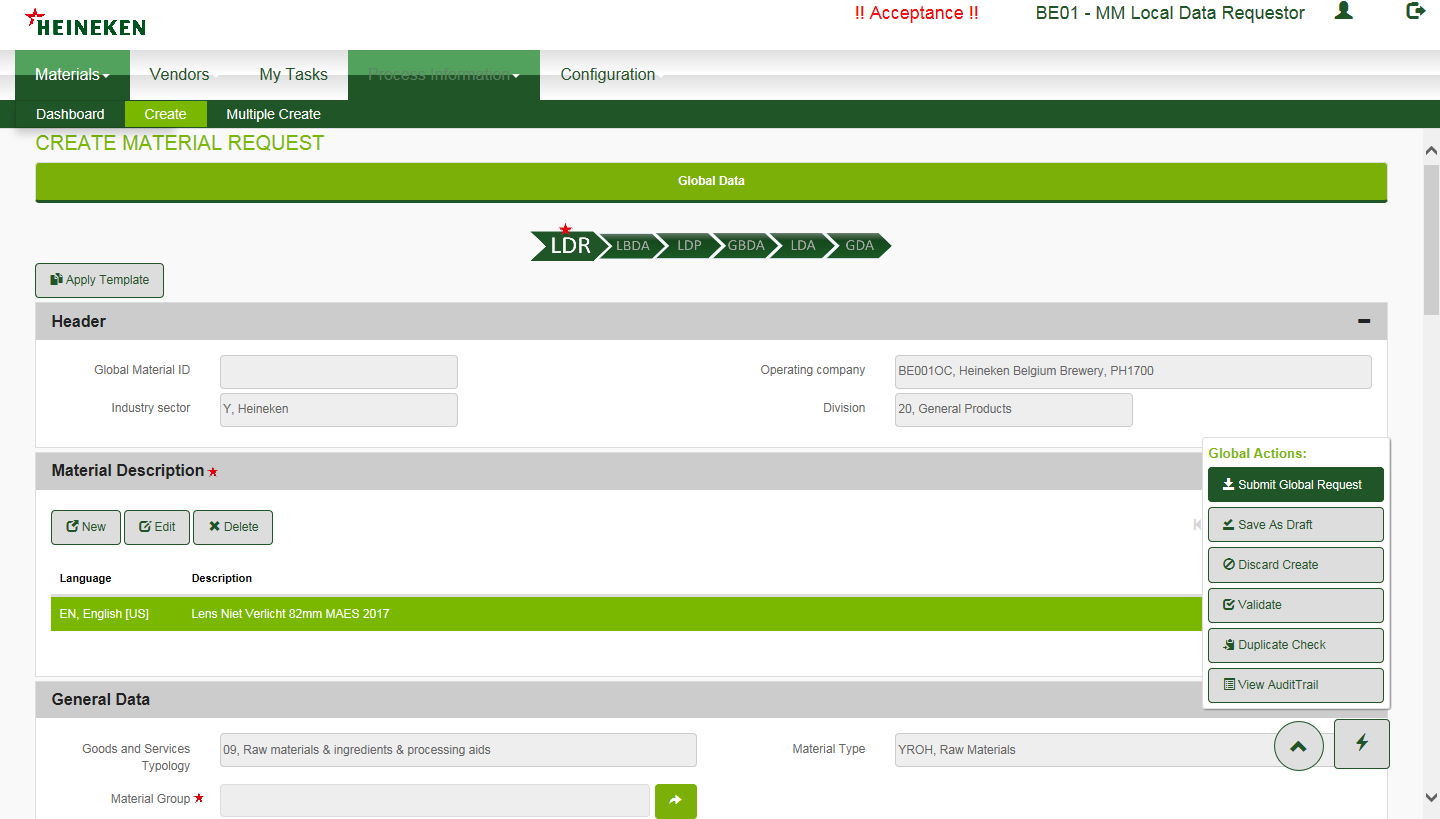 HEINEKEN
!! Acceptance !!
BE01 - MM Local Data Requestor
Materials
Vendors
My Tasks
Process Information
Configuration
Dashboard
Create
Multiple Create
CREATE MATERIAL REQUEST
Global Data
LDR
LBDA
LDP
GBDA
LDA
GDA
Apply Template
Header
Global Material ID
Operating company
BE001OC, Heineken Belgium Brewery, PH1700
Industry sector
Y, Heineken
Division
20, General Products
Material Description
New
Edit
Delete
Language
Description
EN, English [US]
Lens Niet Verlicht 82mm MAES 2017
Global Actions:
Submit Global Request
Save As Draft
Discard Create
Validate
Duplicate Check
View AuditTrail
General Data
Goods and Services
Typology
09, Raw materials & ingredients & processing aids
Material Type
YROH, Raw Materials
Material Group